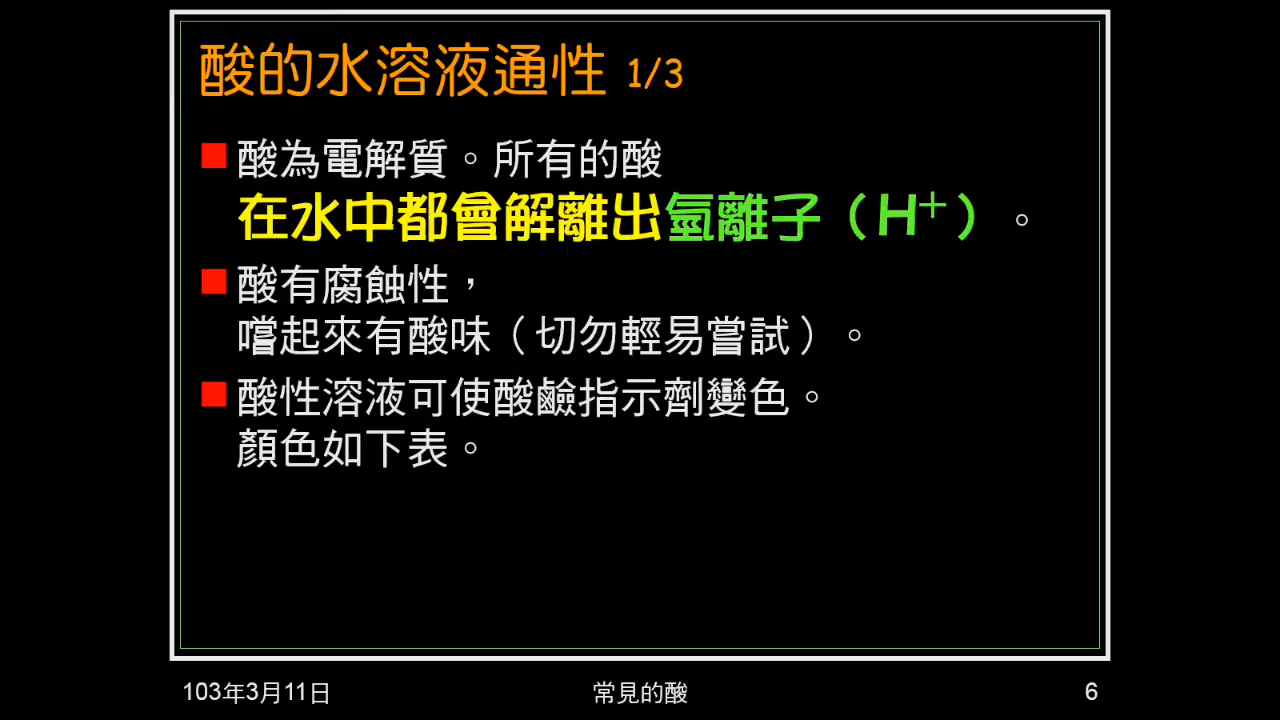 酸的水溶液通性 1/3
酸為電解質。所有的酸
在水中都會解離出氫離子（H⁺）。
酸有腐蝕性，
嚐起來有酸味（切勿輕易嘗試）。
酸性溶液可使酸鹼指示劑變色。
顏色如下表。
103年3月11日
常見的酸
6